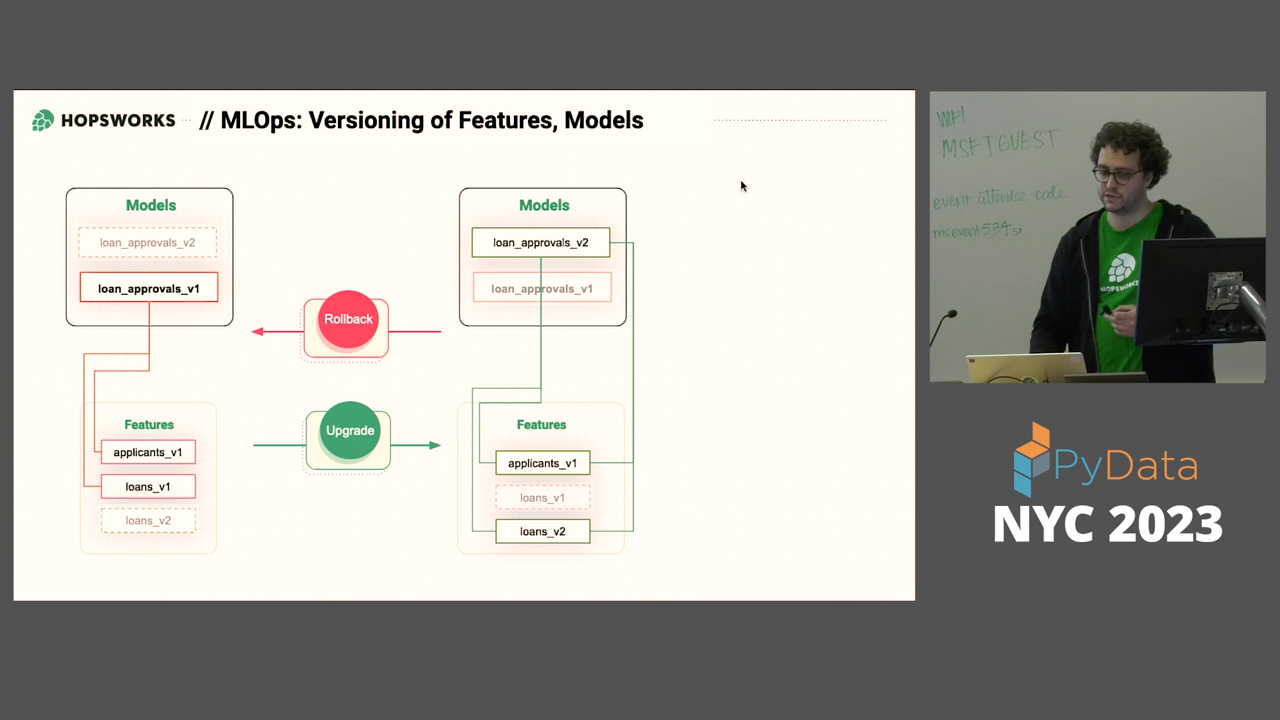 HOPSWORKS // MLOps: Versioning of Features, Models
Models
loan_approvals_v2
loan_approvals_v1
Rollback
Upgrade
Features
applicants_v1
loans_v1
loans_v2
Models
loan_approvals_v2
loan_approvals_v1
Features
applicants_v1
loans_v1
loans_v2
MSFTGUEST
event attendee code
HOPSWORKS
PyData
NYC 2023